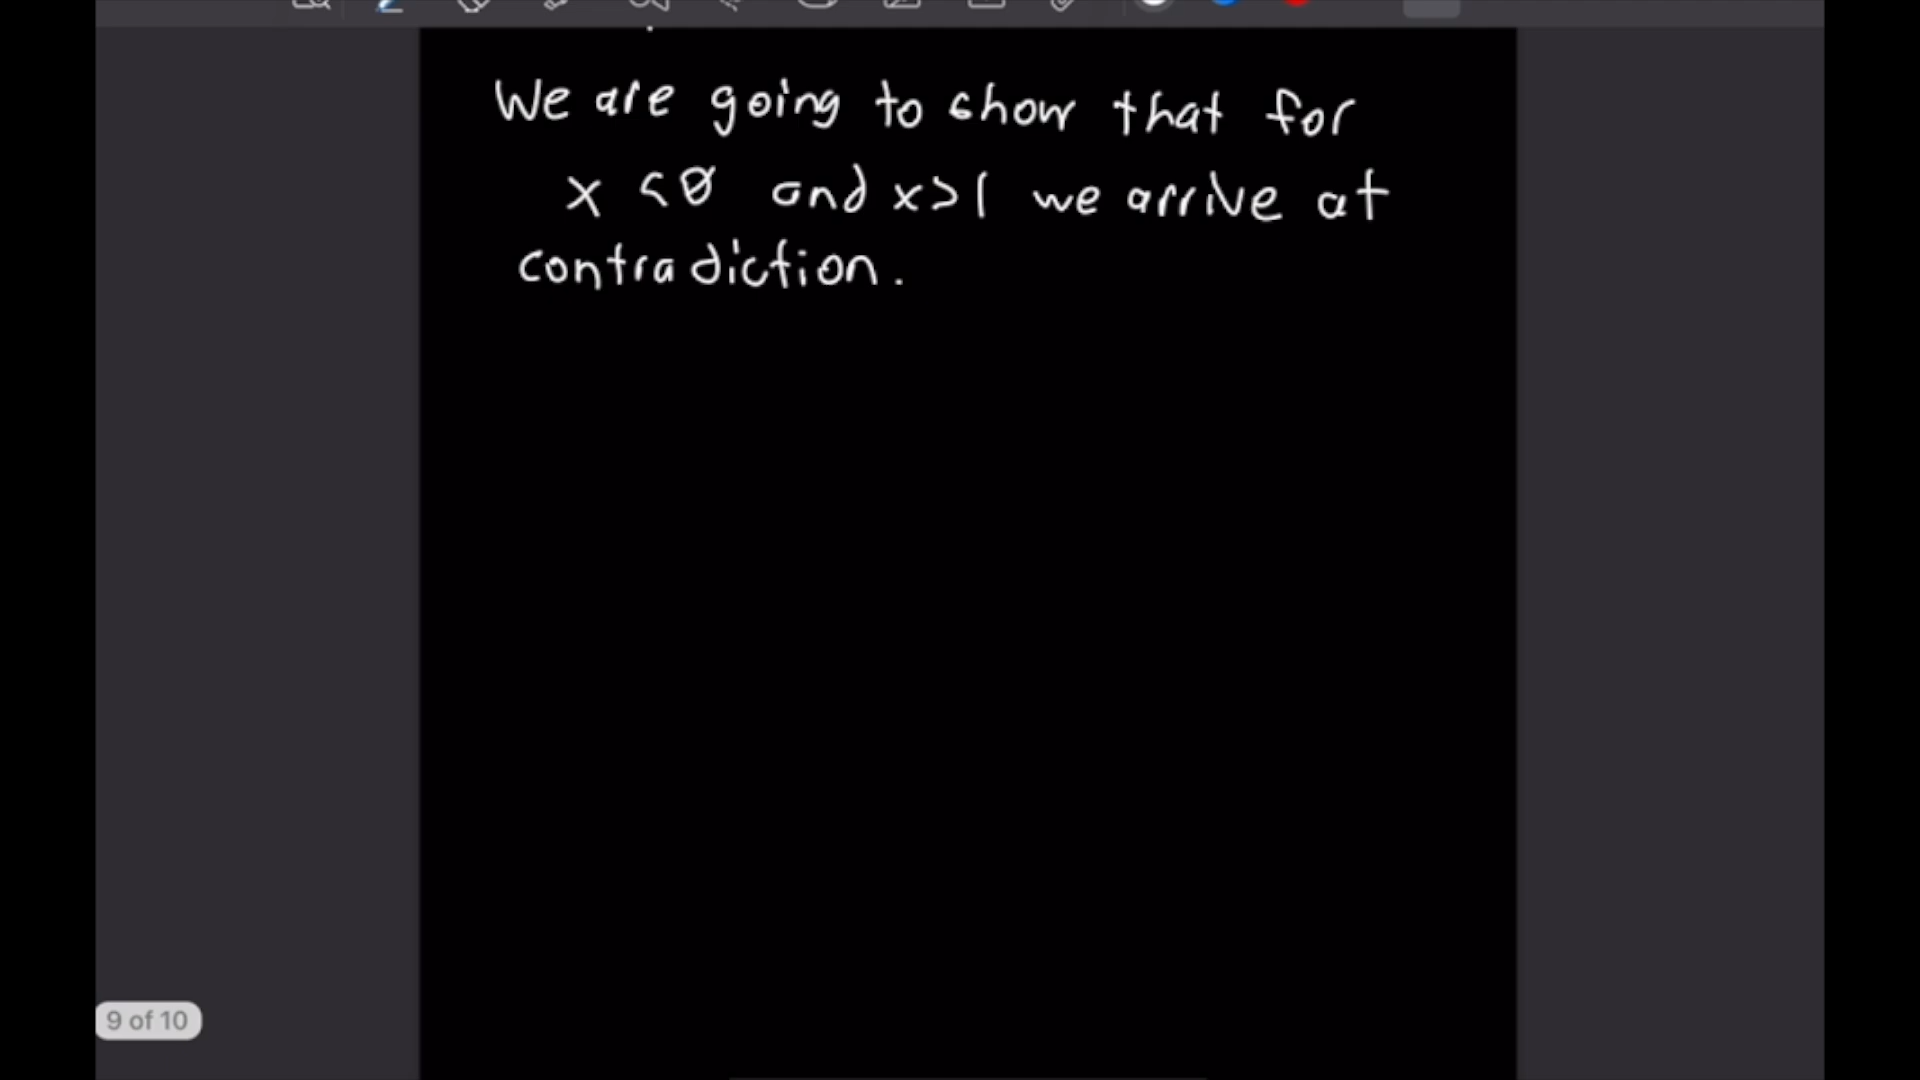 We are going to show that for
x < 0 and x > 1 we arrive at
contradiction.
9 of 10